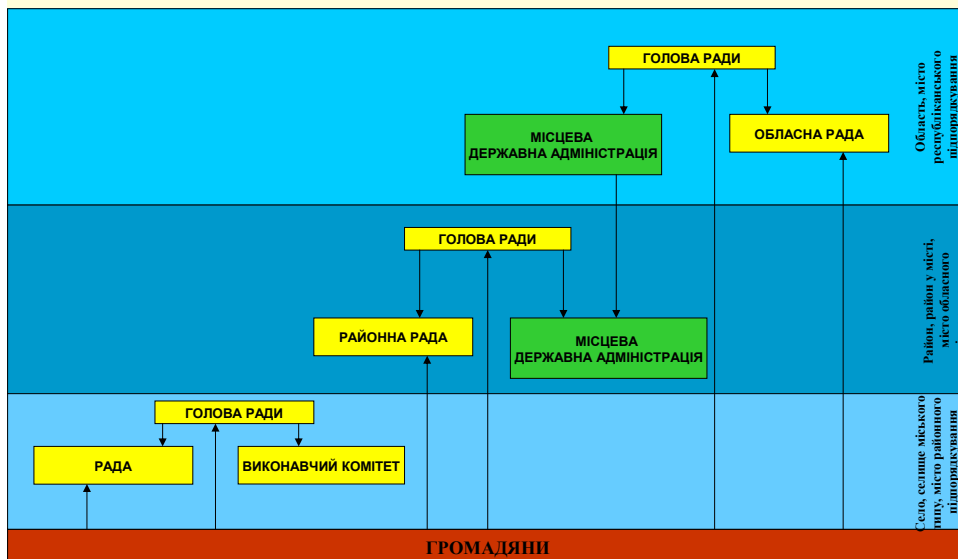 ГОЛОВА РАДИ
МІСЦЕВА
ДЕРЖАВНА АДМІНІСТРАЦІЯ
ОБЛАСНА РАДА
Область, місто
республіканського
підпорядкування
ГОЛОВА РАДИ
РАЙОННА РАДА
МІСЦЕВА
ДЕРЖАВНА АДМІНІСТРАЦІЯ
Район, район у місті,
місто обласного
ГОЛОВА РАДИ
РАДА
ВИКОНАВЧИЙ КОМІТЕТ
Село, селище міського
типу, місто районного
підпорядкування
ГРОМАДЯНИ